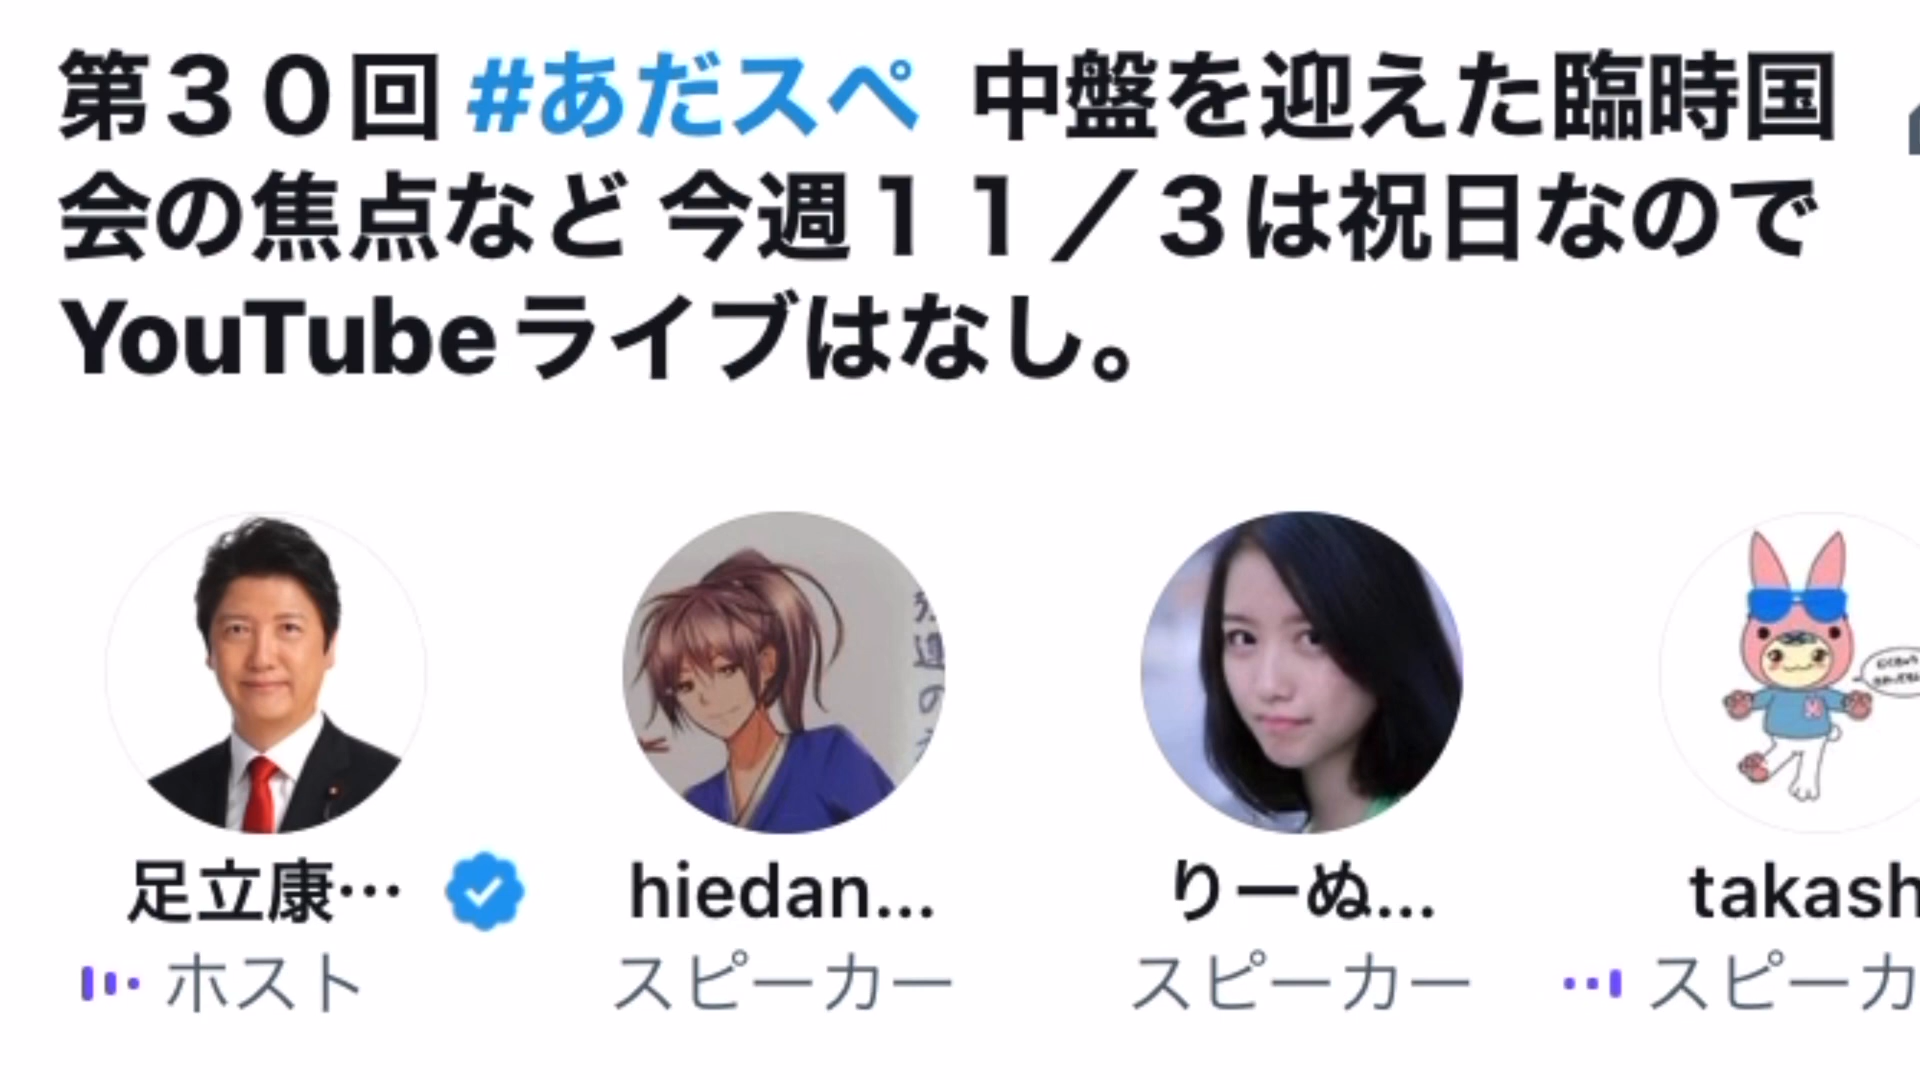 第３０回 #あだスペ 中盤を迎えた臨時国
会の焦点など 今週１１／３は祝日なので
YouTubeライブはなし。
足立康…
hiedan...
りーぬ...
takash
ホスト
スピーカー
スピーカー
スピーカ